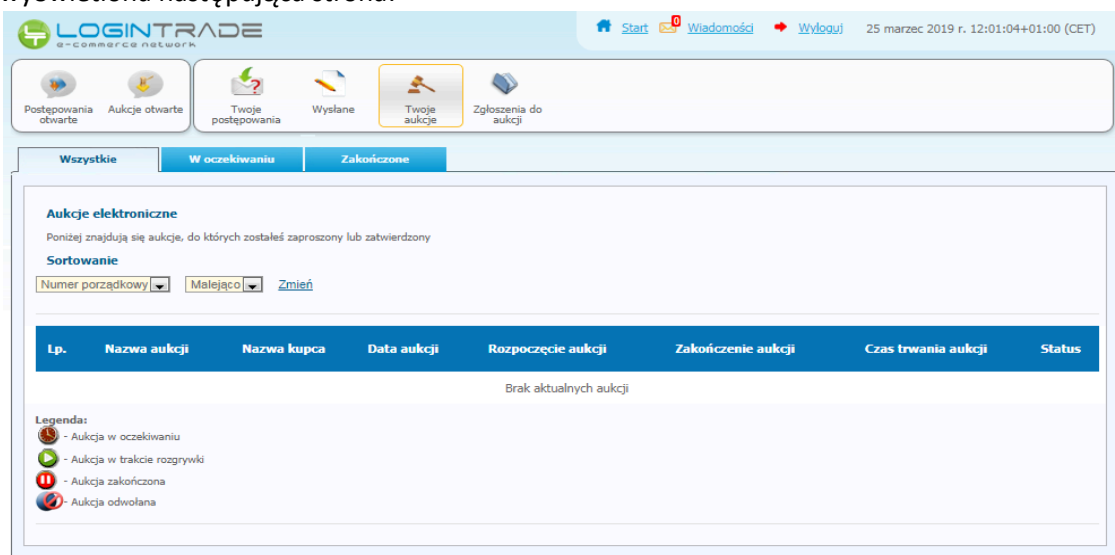 wyświetlona następująca strona:
LOGINTRADE
e-commerce network
Start 0 Wiadomości Wyloguj 25 marzec 2019 r. 12:01:04+01:00 (CET)
Postępowania otwarte
Aukcje otwarte
Twoje postępowania
Wysłane
Twoje aukcje
Zgłoszenia do aukcji
Wszystkie W oczekiwaniu Zakończone
Aukcje elektroniczne
Poniżej znajdują się aukcje, do których zostałeś zaproszony lub zatwierdzony
Sortowanie
Numer porządkowy Malejąco Zmień
Lp. Nazwa aukcji Nazwa kupca Data aukcji Rozpoczęcie aukcji Zakończenie aukcji Czas trwania aukcji Status
Brak aktualnych aukcji
Legenda:
- Aukcja w oczekiwaniu
- Aukcja w trakcie rozgrywki
- Aukcja zakończona
- Aukcja odwołana